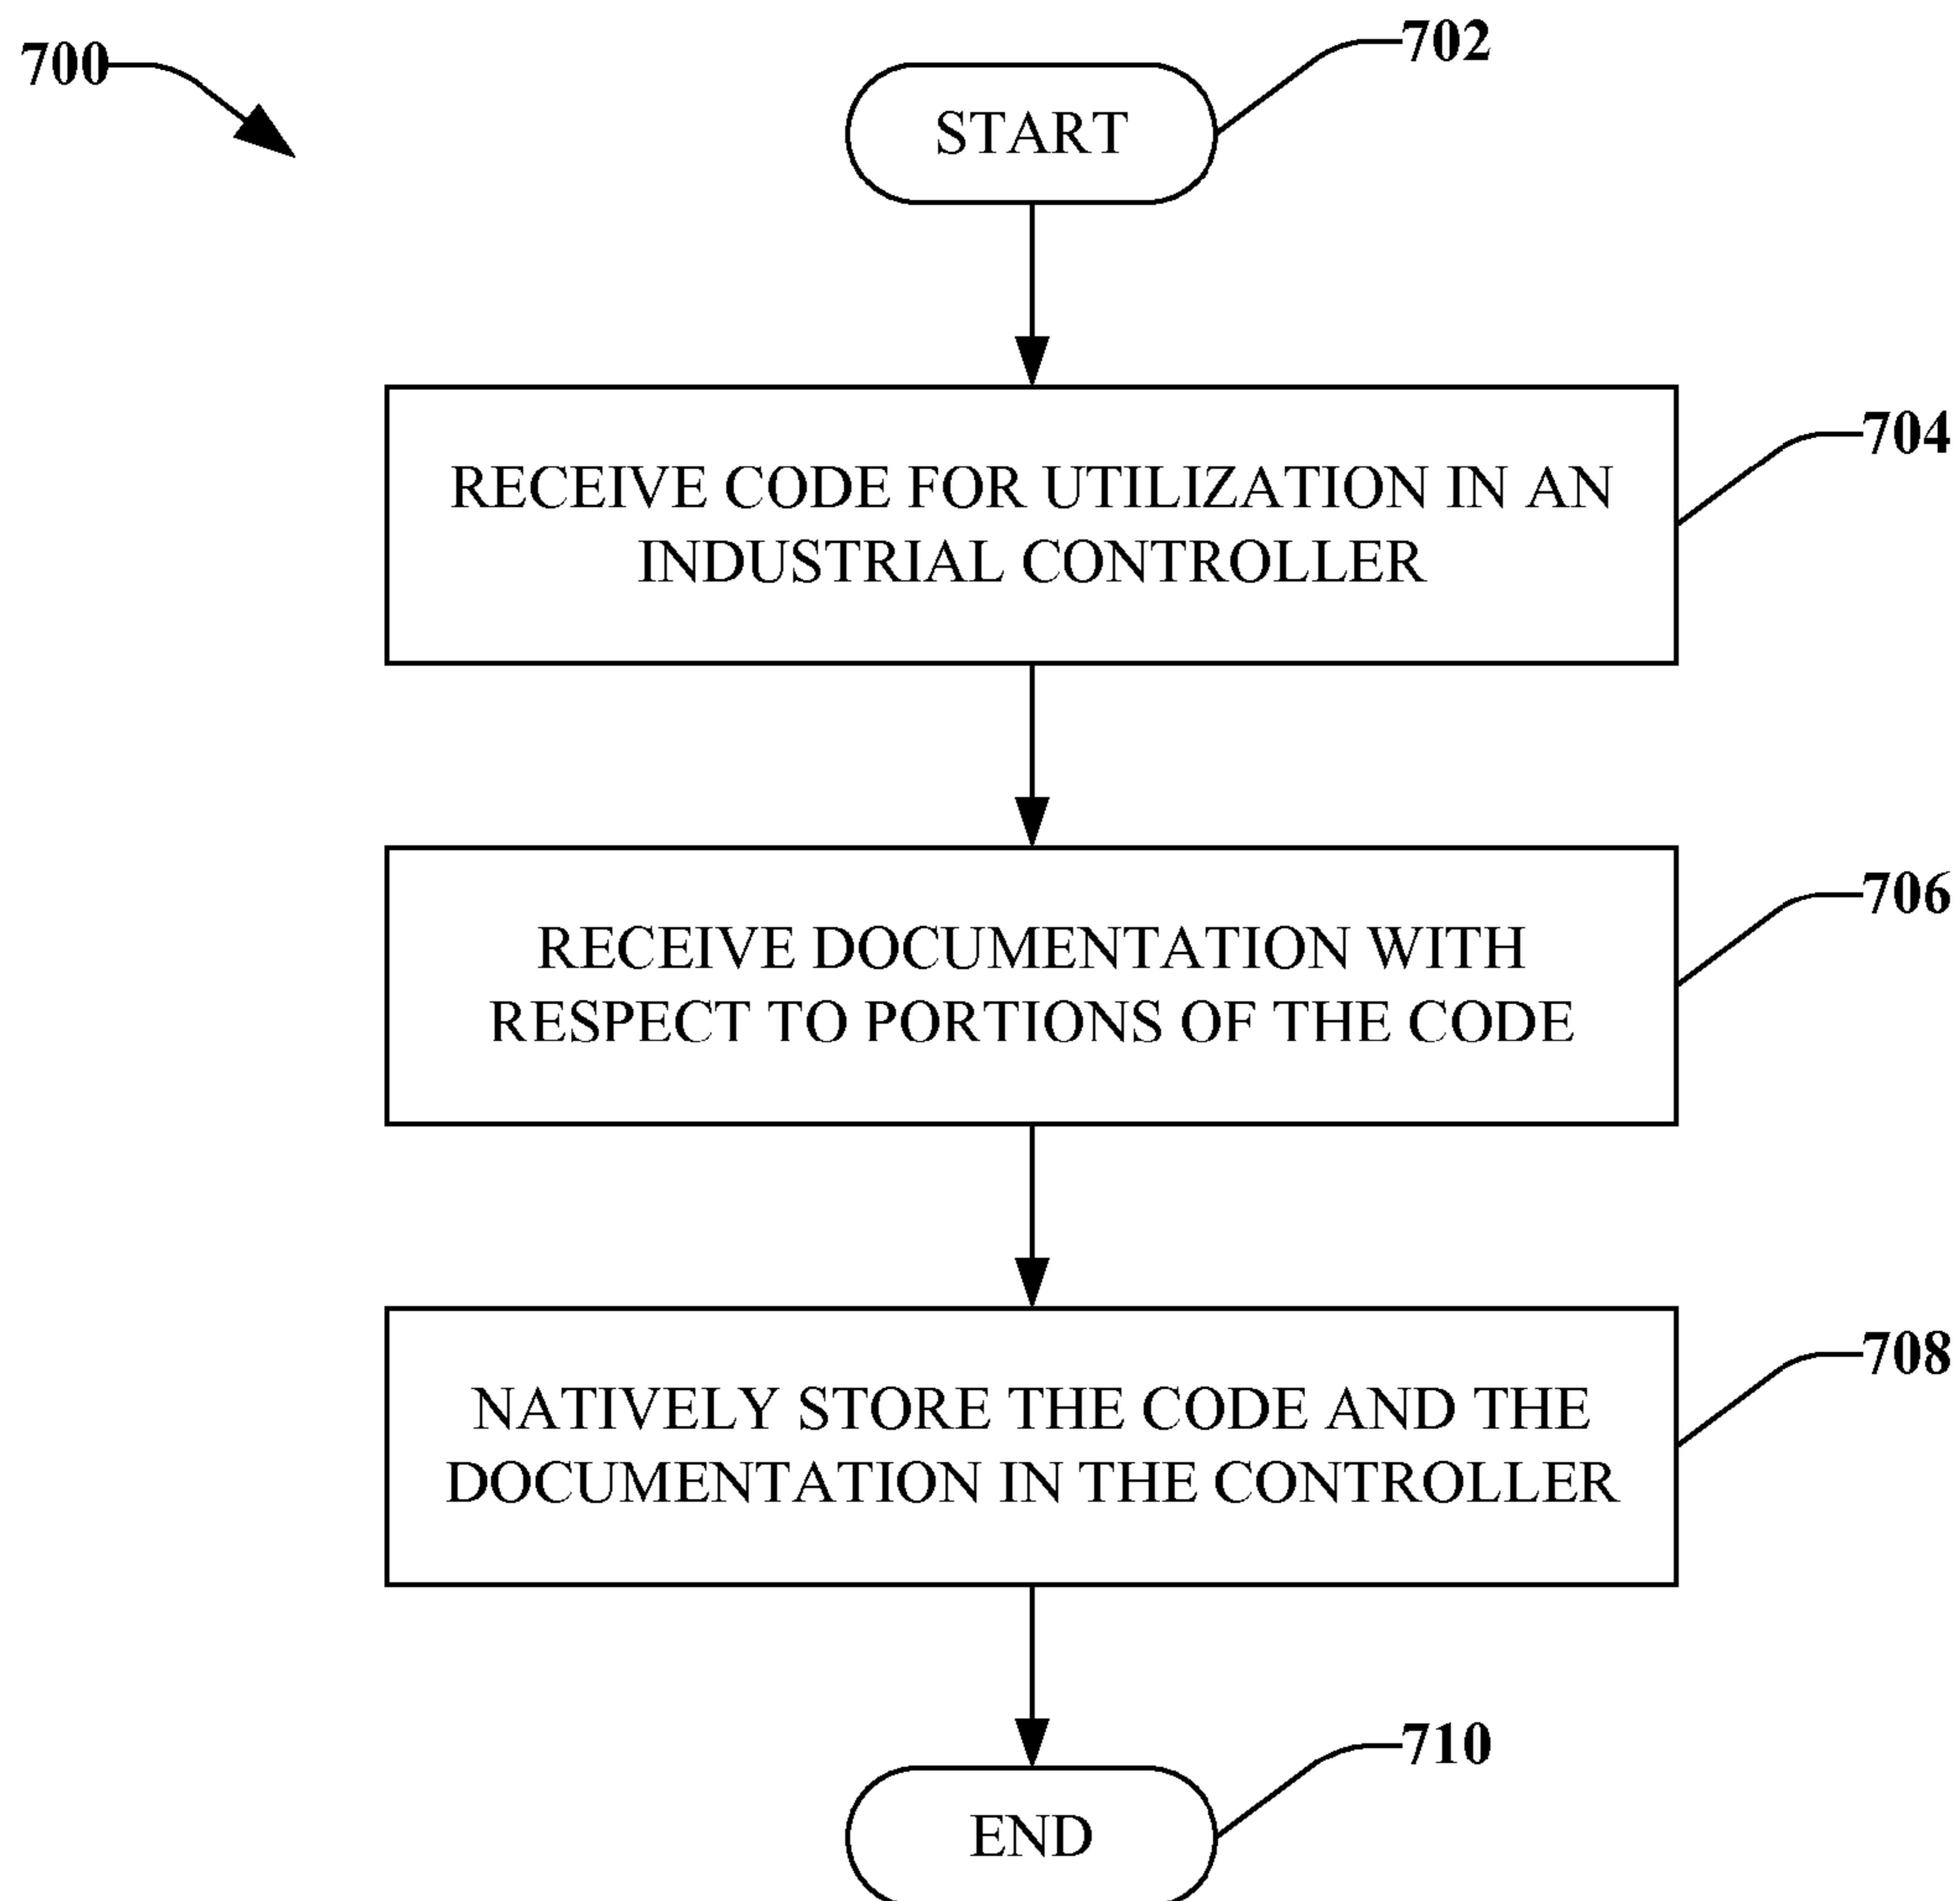 700
702
START
RECEIVE CODE FOR UTILIZATION IN AN
INDUSTRIAL CONTROLLER
704
RECEIVE DOCUMENTATION WITH
RESPECT TO PORTIONS OF THE CODE
706
NATIVELY STORE THE CODE AND THE
DOCUMENTATION IN THE CONTROLLER
708
710
END